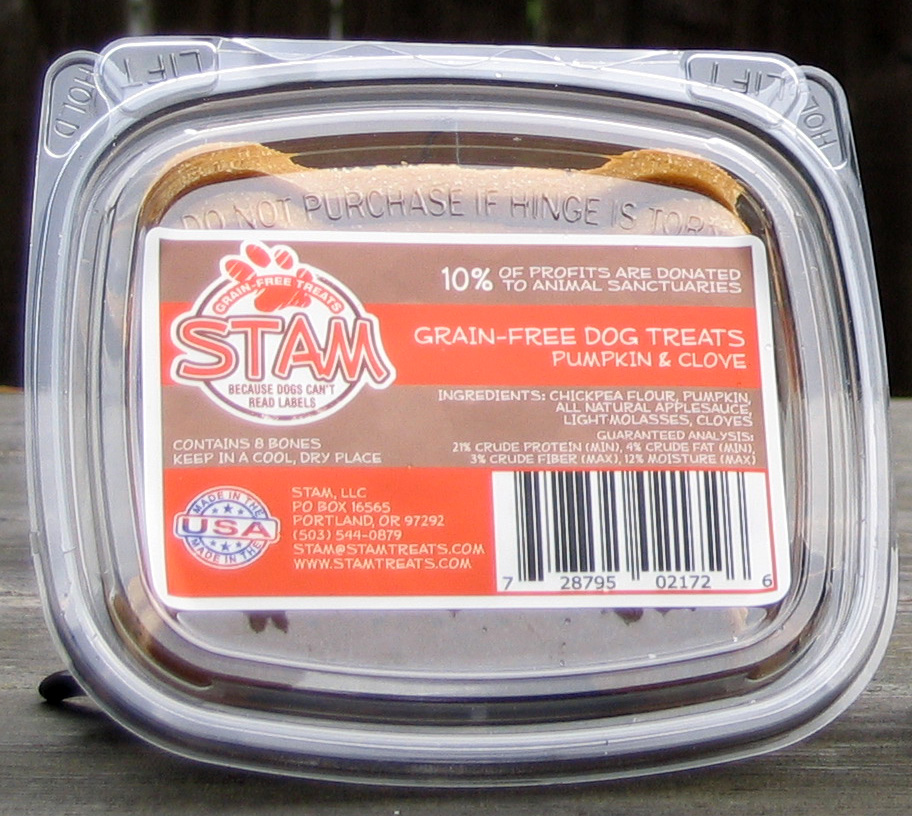 HOLD LIFT
LIFT HOLD
DO NOT PURCHASE IF HINGE IS TORN
GRAIN-FREE TREATS
STAM
BECAUSE DOGS CAN'T
READ LABELS
10% OF PROFITS ARE DONATED
TO ANIMAL SANCTUARIES
GRAIN-FREE DOG TREATS
PUMPKIN & CLOVE
INGREDIENTS: CHICKPEA FLOUR, PUMPKIN,
ALL NATURAL APPLESAUCE,
LIGHT MOLASSES, CLOVES
GUARANTEED ANALYSIS:
21% CRUDE PROTEIN (MIN), 4% CRUDE FAT (MIN),
3% CRUDE FIBER (MAX), 12% MOISTURE (MAX)
CONTAINS 8 BONES
KEEP IN A COOL, DRY PLACE
MADE IN THE
USA
MADE IN THE
STAM, LLC
PO BOX 16565
PORTLAND, OR 97292
(503) 544-0879
STAM@STAMTREATS.COM
WWW.STAMTREATS.COM
7 28795 02172 6